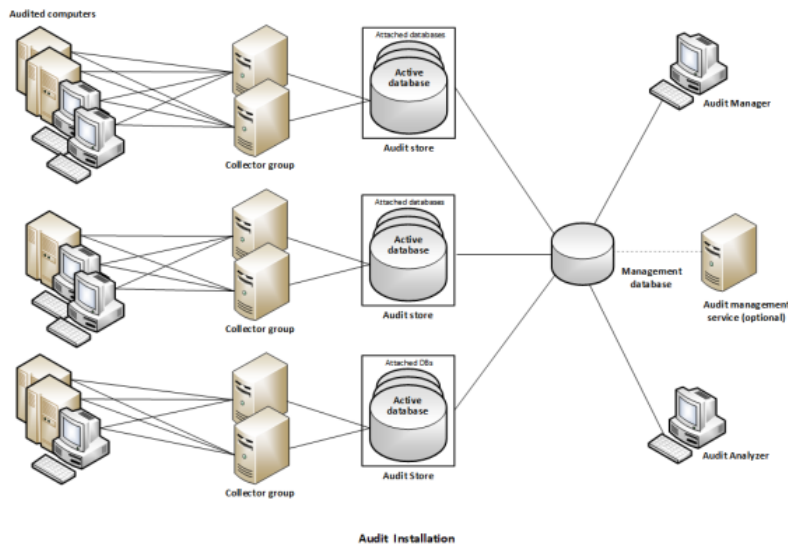 Audited computers
Attached databases
Active
database
Collector group
Audit store
Audit Manager
Attached databases
Active
database
Collector group
Audit store
Management
database
Audit management
service (optional)
Attached DBs
Active
database
Collector group
Audit Store
Audit Analyzer
Audit Installation